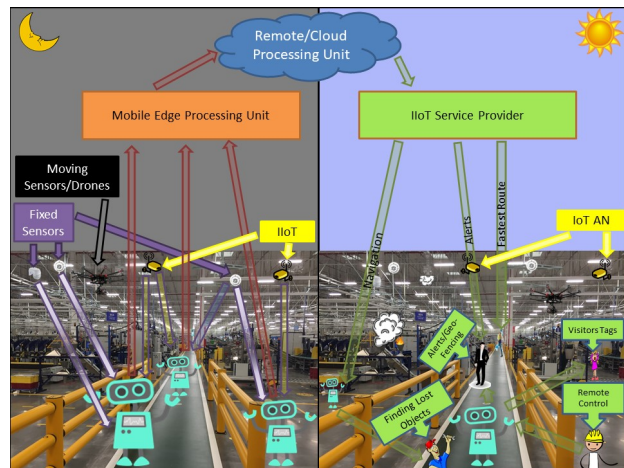 Remote/Cloud
Processing Unit
Mobile Edge Processing Unit
IIoT Service Provider
Moving
Sensors/Drones
Fixed
Sensors
IIoT
IoT AN
Navigation
Alerts
Fastest Route
Alerts/Geo-
Fencing
Visitors Tags
Finding Lost
Objects
Remote
Control